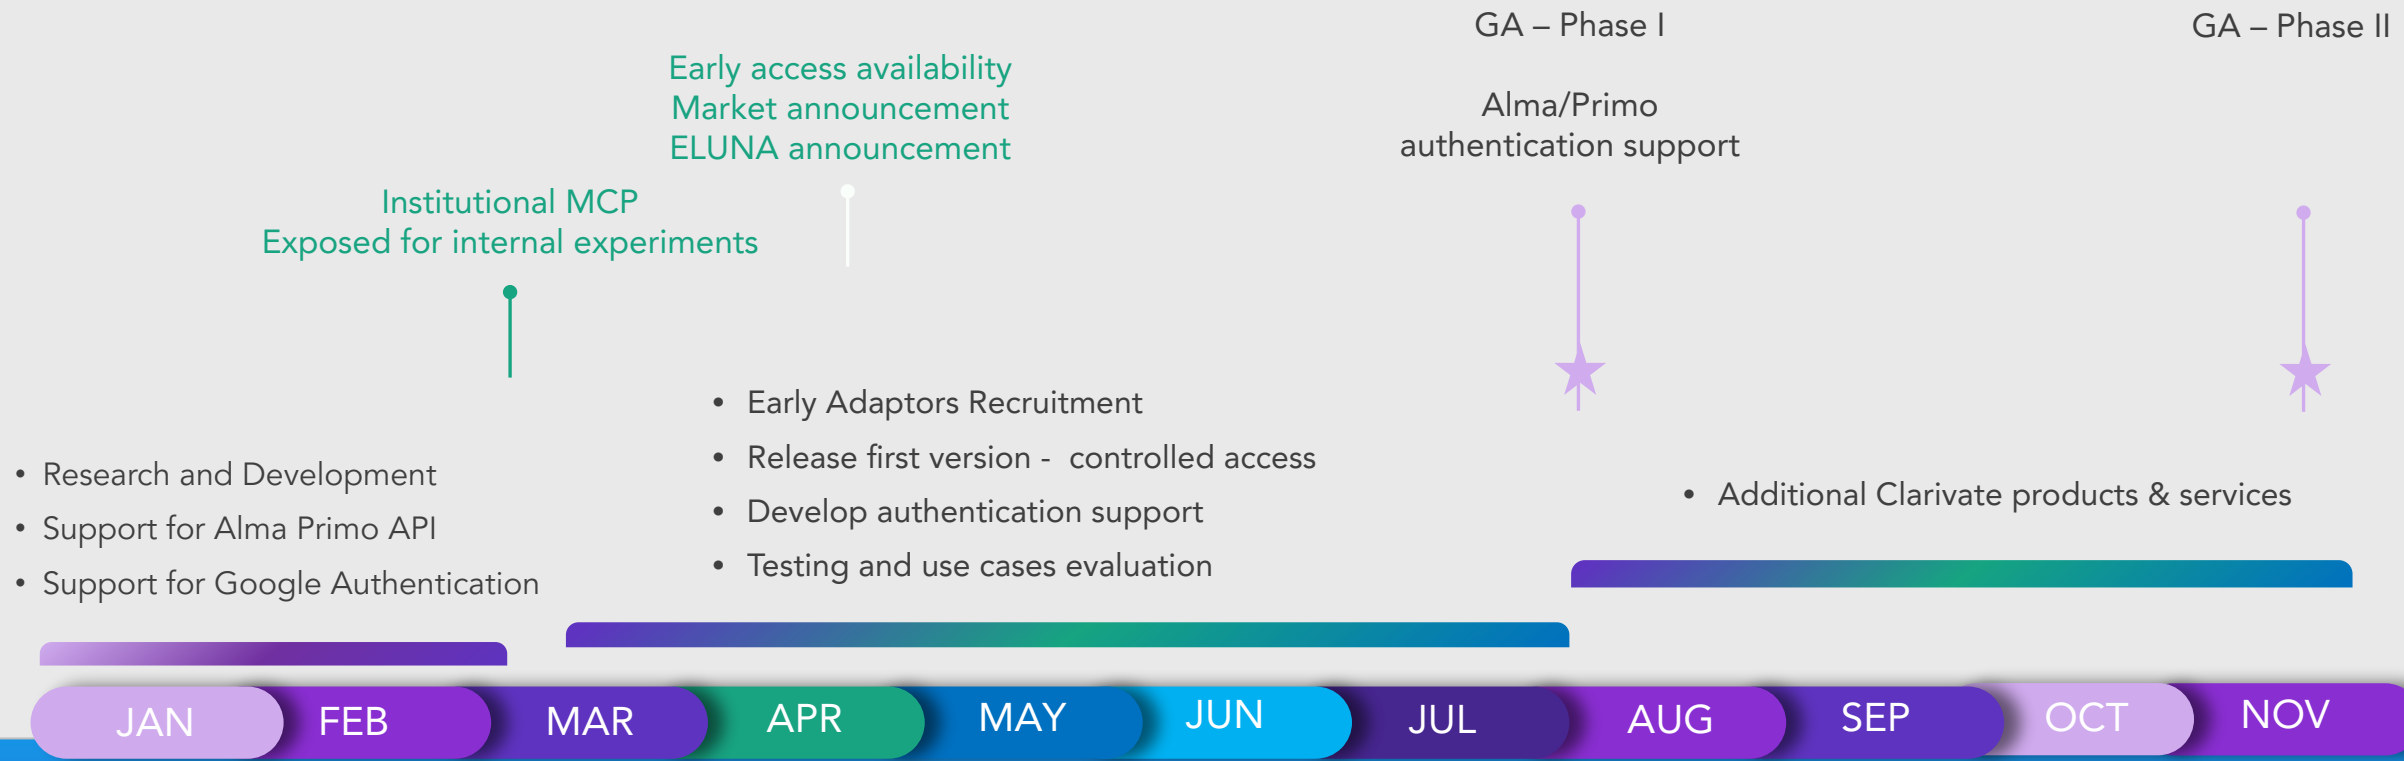 GA – Phase I
GA – Phase II
Early access availability
Market announcement
ELUNA announcement
Alma/Primo
authentication support
Institutional MCP
Exposed for internal experiments
• Early Adaptors Recruitment
• Release first version -  controlled access
• Develop authentication support
• Testing and use cases evaluation
• Research and Development
• Support for Alma Primo API
• Support for Google Authentication
• Additional Clarivate products & services
JAN
FEB
MAR
APR
MAY
JUN
JUL
AUG
SEP
OCT
NOV